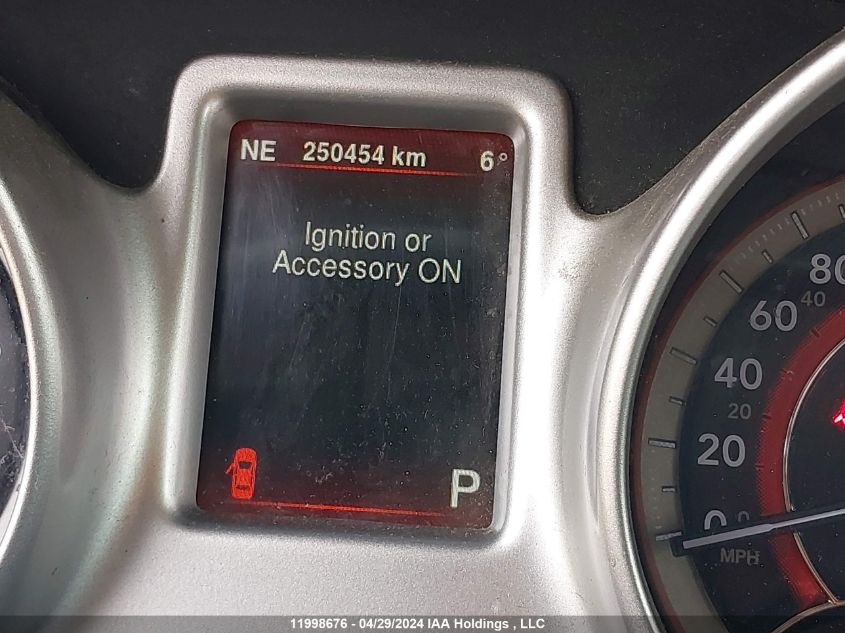 NE 250454 km 6°
Ignition or
Accessory ON
P
80
60 40
40
20
20
0 0
MPH
11998676 - 04/29/2024 IAA Holdings , LLC